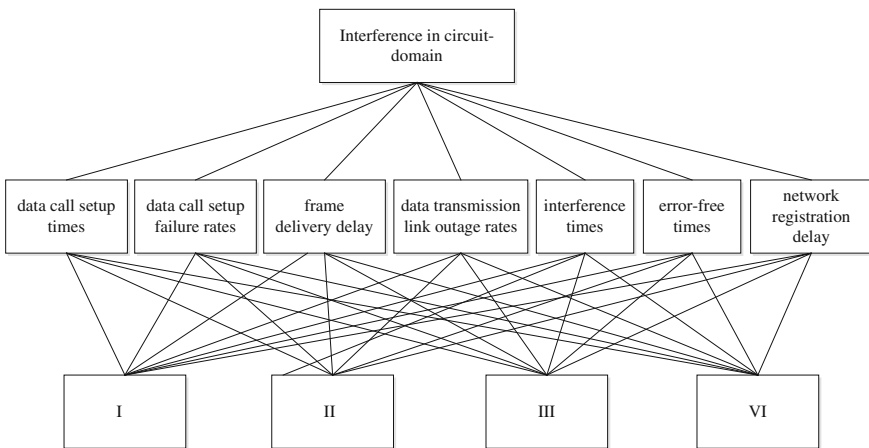 Interference in circuit-
domain
data call setup
times
data call setup
failure rates
frame
delivery delay
data transmission
link outage rates
interference
times
error-free
times
network
registration
delay
I
II
III
VI